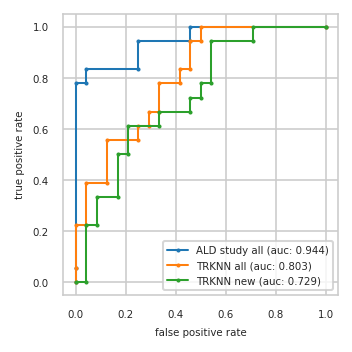 1.0
0.8
0.6
0.4
0.2
0.0
true positive rate
ALD study all (auc: 0.944)
TRKNN all (auc: 0.803)
TRKNN new (auc: 0.729)
0.0 0.2 0.4 0.6 0.8 1.0
false positive rate